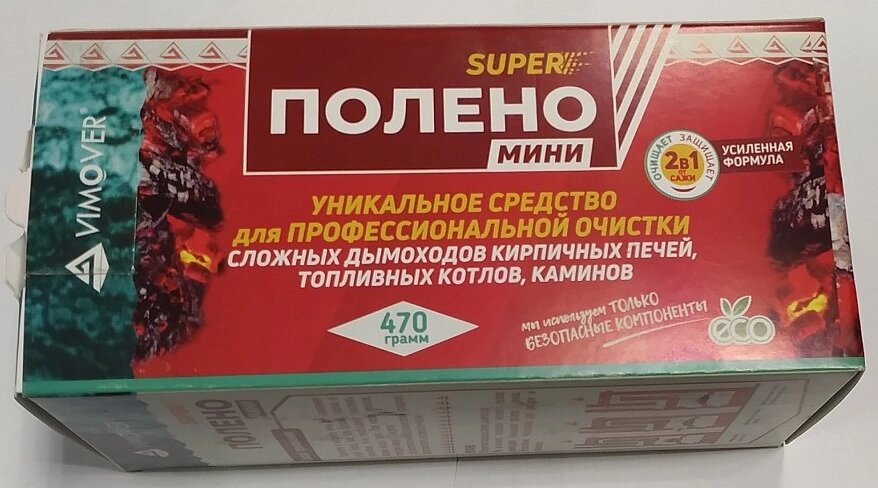 SUPER
ПОЛЕНО
МИНИ
ОЧИЩАЕТ ЗАЩИЩАЕТ
2в1
ОТ САЖИ
УСИЛЕННАЯ
ФОРМУЛА
VIMOVER®
УНИКАЛЬНОЕ СРЕДСТВО
для ПРОФЕССИОНАЛЬНОЙ ОЧИСТКИ
СЛОЖНЫХ ДЫМОХОДОВ КИРПИЧНЫХ ПЕЧЕЙ,
ТОПЛИВНЫХ КОТЛОВ, КАМИНОВ
470
грамм
мы используем ТОЛЬКО
БЕЗОПАСНЫЕ КОМПОНЕНТЫ
eco
VIMOVER
ПОЛЕНО